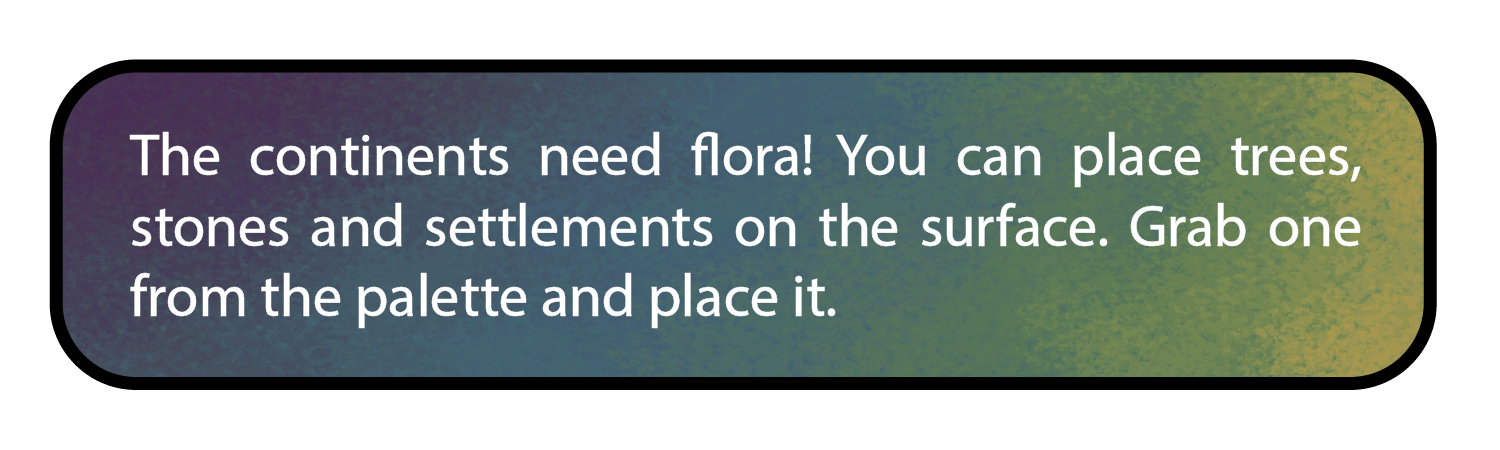 The continents need flora! You can place trees,
stones and settlements on the surface. Grab one
from the palette and place it.